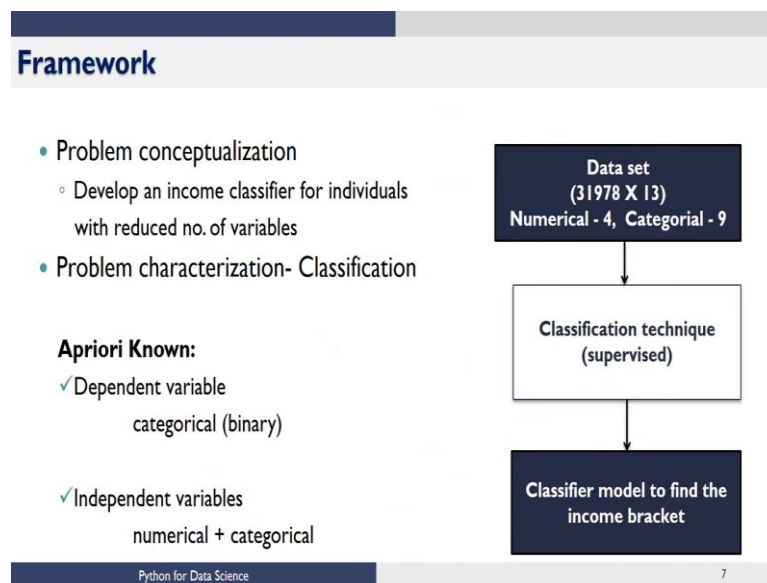 Framework
• Problem conceptualization
◦ Develop an income classifier for individuals
with reduced no. of variables
• Problem characterization- Classification
Apriori Known:
✓Dependent variable
categorical (binary)
✓Independent variables
numerical + categorical
Data set
(31978 X 13)
Numerical - 4, Categorial - 9
Classification technique
(supervised)
Classifier model to find the
income bracket
Python for Data Science
7